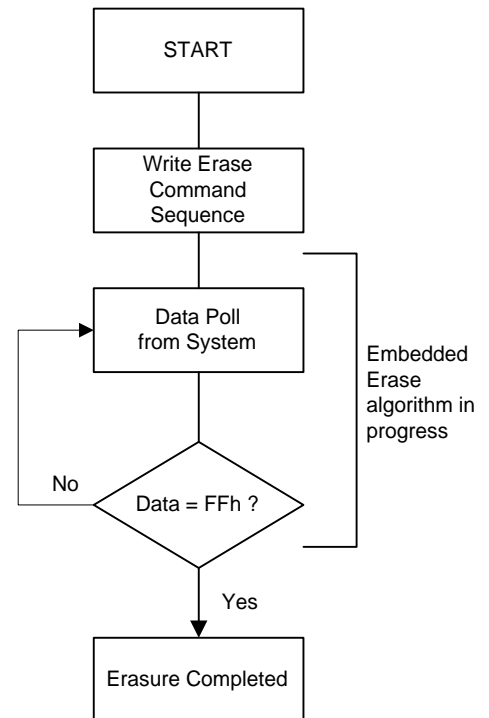 START
Write Erase
Command
Sequence
Data Poll
from System
Embedded
Erase
algorithm in
progress
No
Data = FFh ?
Yes
Erasure Completed